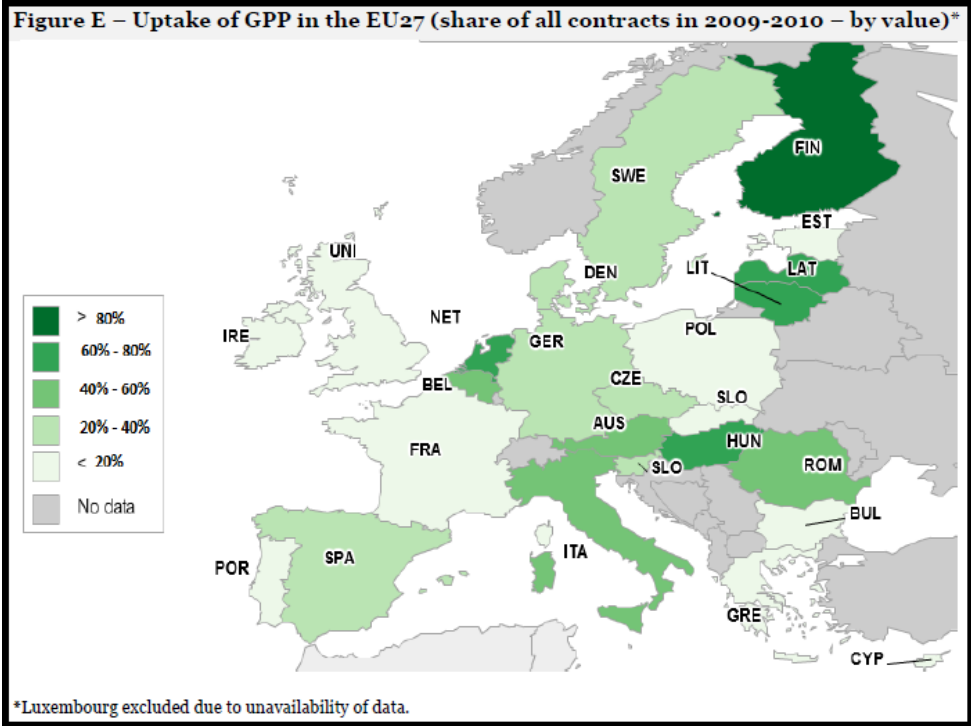 Figure E – Uptake of GPP in the EU27 (share of all contracts in 2009-2010 – by value)*
FIN
SWE
EST
UNI
LIT
LAT
DEN
NET
IRE
GER
POL
BEL
CZE
SLO
AUS
FRA
HUN
SLO
ROM
BUL
ITA
SPA
POR
GRE
CYP
> 80%
60% - 80%
40% - 60%
20% - 40%
< 20%
No data
*Luxembourg excluded due to unavailability of data.